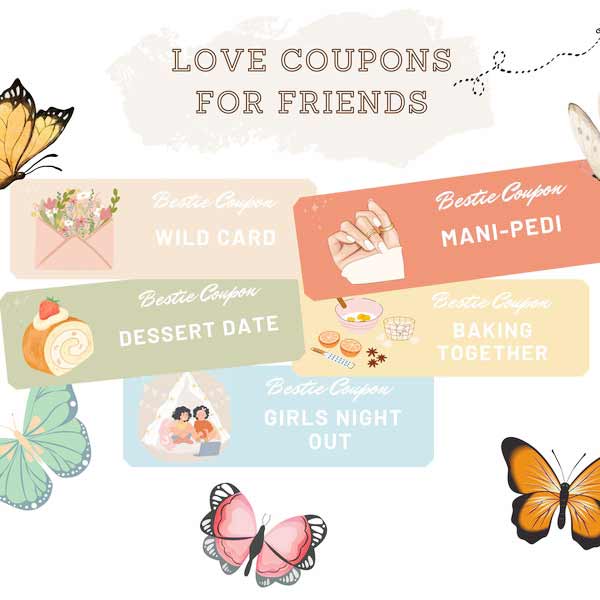 LOVE COUPONS
FOR FRIENDS
Bestie Coupon
WILD CARD
Bestie Coupon
MANI-PEDI
Bestie Coupon
DESSERT DATE
Bestie Coupon
BAKING
TOGETHER
Bestie Coupon
GIRLS NIGHT
OUT